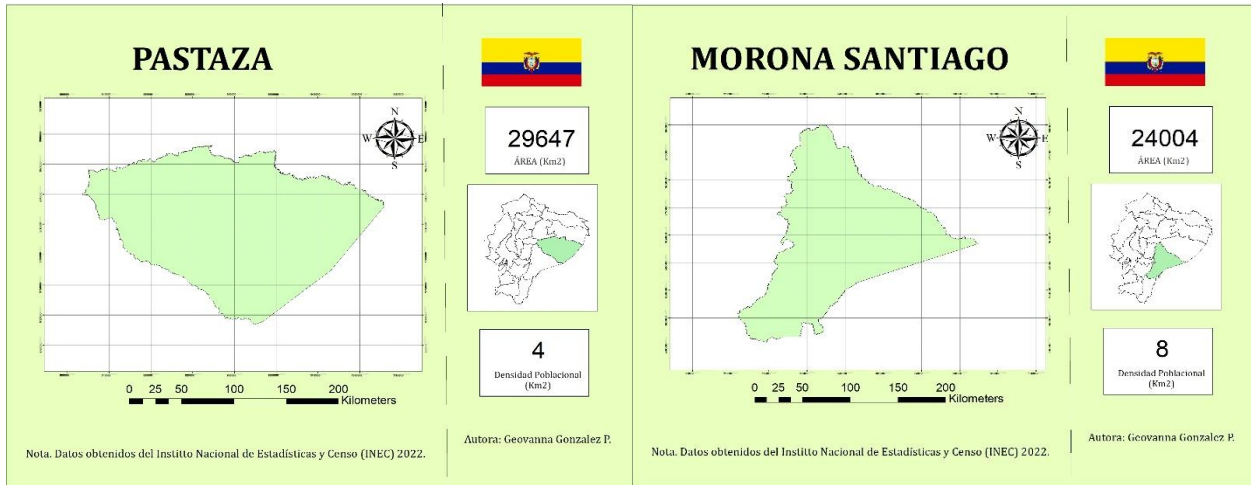 PASTAZA
N
W
E
S
29647
ÁREA (Km2)
4
Densidad Poblacional
(Km2)
0 25 50 100 150 200
Kilometers
Nota. Datos obtenidos del Institto Nacional de Estadísticas y Censo (INEC) 2022.
Autora: Geovanna Gonzalez P.
MORONA SANTIAGO
N
W
E
S
24004
ÁREA (Km2)
8
Densidad Poblacional
(Km2)
0 25 50 100 150 200
Kilometers
Nota. Datos obtenidos del Institto Nacional de Estadísticas y Censo (INEC) 2022.
Autora: Geovanna Gonzalez P.